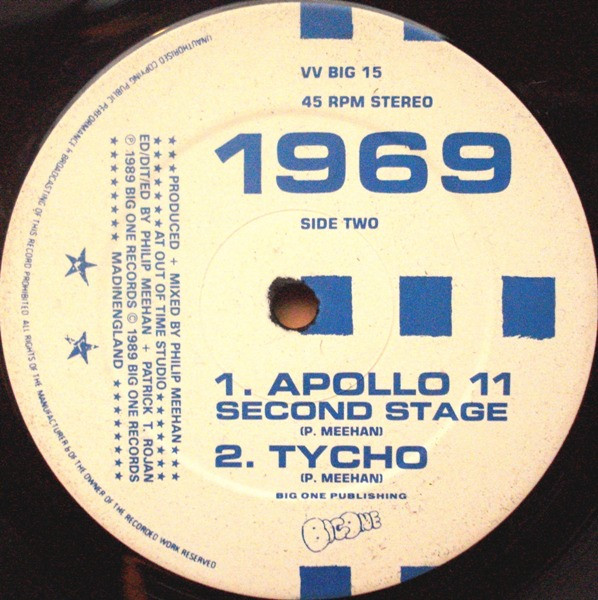 VV BIG 15
45 RPM STEREO
1969
SIDE TWO
1. APOLLO 11
SECOND STAGE
(P. MEEHAN)
2. TYCHO
(P. MEEHAN)
BIG ONE PUBLISHING
BIG ONE
★★★PRODUCED + MIXED BY PHILIP MEEHAN★★★
★★★★★★★AT OUT OF TIME STUDIO★★★★★★★
ED/DIT/ED BY PHILIP MEEHAN + PATRICK T. ROJAN
℗ 1989 BIG ONE RECORDS © 1989 BIG ONE RECORDS
★★★★★★★★★ MADINENGLAND ★★★★★★★★★
UNAUTHORISED COPYING PUBLIC PERFORMANCE & BROADCASTING OF THIS RECORD PROHIBITED ALL RIGHTS OF THE MANUFACTURER & OF THE OWNER OF THE RECORDED WORK RESERVED